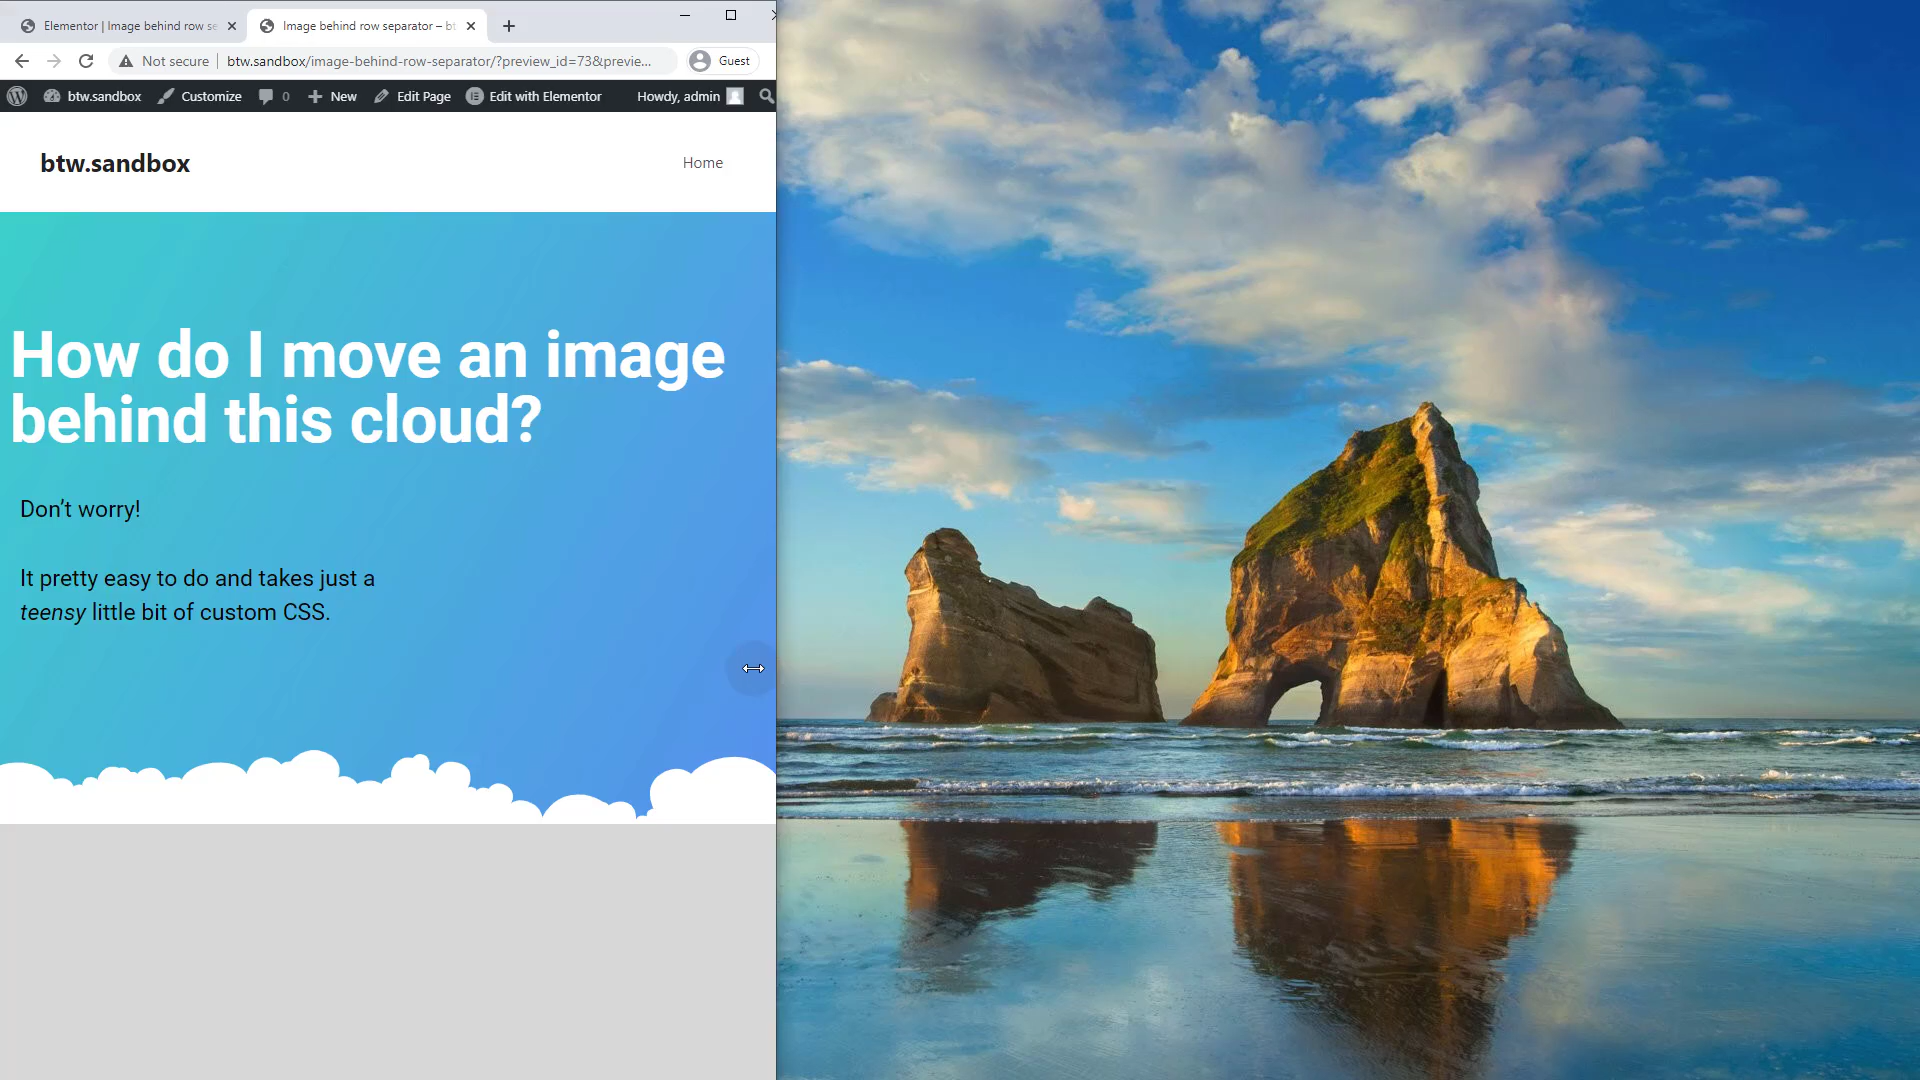 Elementor | Image behind row se
Image behind row separator – bt
Not secure
btw.sandbox/image-behind-row-separator/?preview_id=73&previe...
Guest
btw.sandbox
Customize
0
New
Edit Page
Edit with Elementor
Howdy, admin
btw.sandbox
Home
How do I move an image
behind this cloud?
Don't worry!
It pretty easy to do and takes just a
teensy little bit of custom CSS.